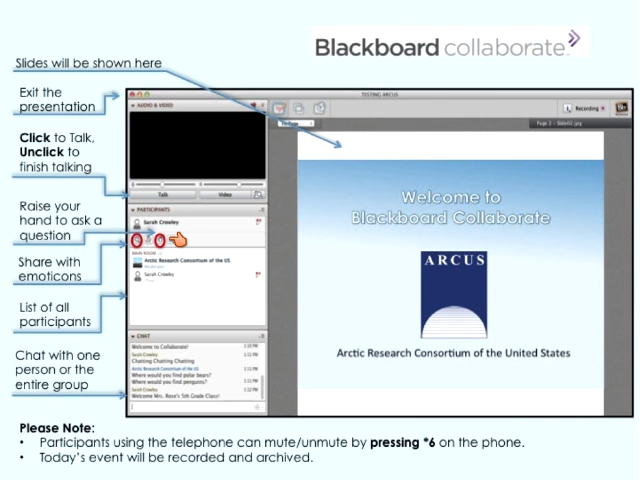 Blackboard collaborate
Slides will be shown here
Exit the
presentation
Click to Talk,
Unclick to
finish talking
Raise your
hand to ask a
question
Share with
emoticons
List of all
participants
Chat with one
person or the
entire group
TESTING ARCUS
AUDIO & VIDEO
Talk
Video
PARTICIPANTS
Sarah Crowley
MAIN ROOM
Arctic Research Consortium of the US
Sarah Crowley
CHAT
Welcome to Collaborate!
Sarah Crowley
Chatting Chatting Chatting
Arctic Research Consortium of the US
Where would you find polar bears?
Where would you find penguins?
Sarah Crowley
Welcome Mrs. Rose's 5th Grade Class!
Recording
Welcome to
Blackboard Collaborate
ARCUS
Arctic Research Consortium of the United States
Please Note:
• Participants using the telephone can mute/unmute by pressing *6 on the phone.
• Today's event will be recorded and archived.